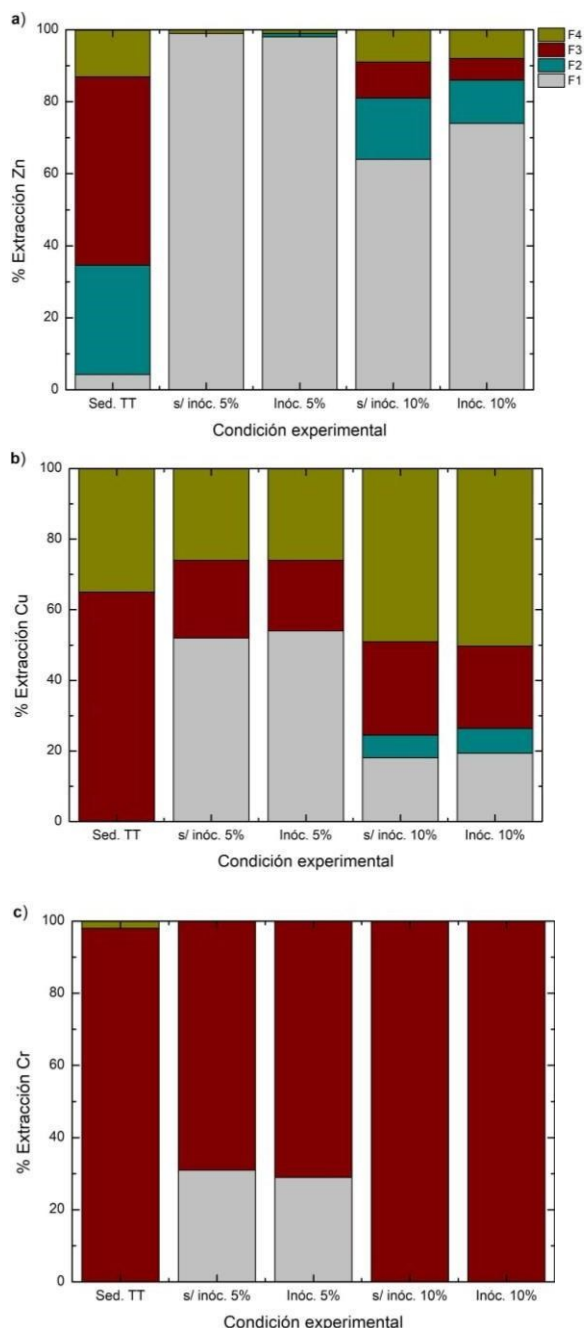 a)
F4
F3
F2
F1
100
80
60
40
20
0
% Extracción Zn
Sed. TT s/ inóc. 5% Inóc. 5% s/ inóc. 10% Inóc. 10%
Condición experimental
b)
100
80
60
40
20
0
% Extracción Cu
Sed. TT s/ inóc. 5% Inóc. 5% s/ inóc. 10% Inóc. 10%
Condición experimental
c)
100
80
60
40
20
0
% Extracción Cr
Sed. TT s/ inóc. 5% Inóc. 5% s/ inóc. 10% Inóc. 10%
Condición experimental